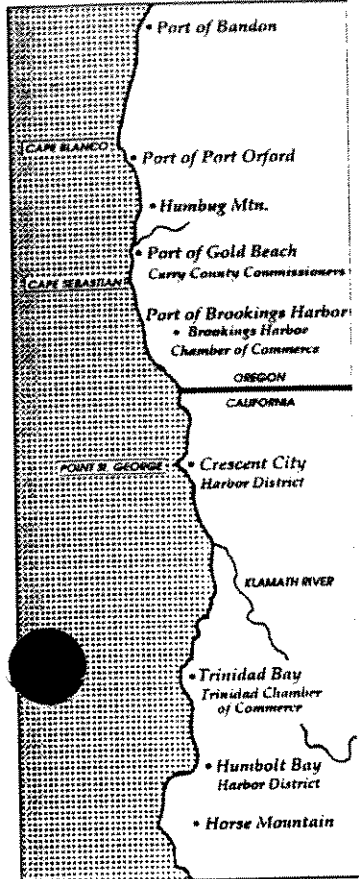 Port of Bandon
CAPE BLANCO
Port of Port Orford
Humbug Mtn.
Port of Gold Beach
Curry County Commissioners
CAPE SEBASTIAN
Port of Brookings Harbor
Brookings Harbor
Chamber of Commerce
OREGON
CALIFORNIA
POINT ST. GEORGE
Crescent City
Harbor District
KLAMATH RIVER
Trinidad Bay
Trinidad Chamber
of Commerce
Humbolt Bay
Harbor District
Horse Mountain